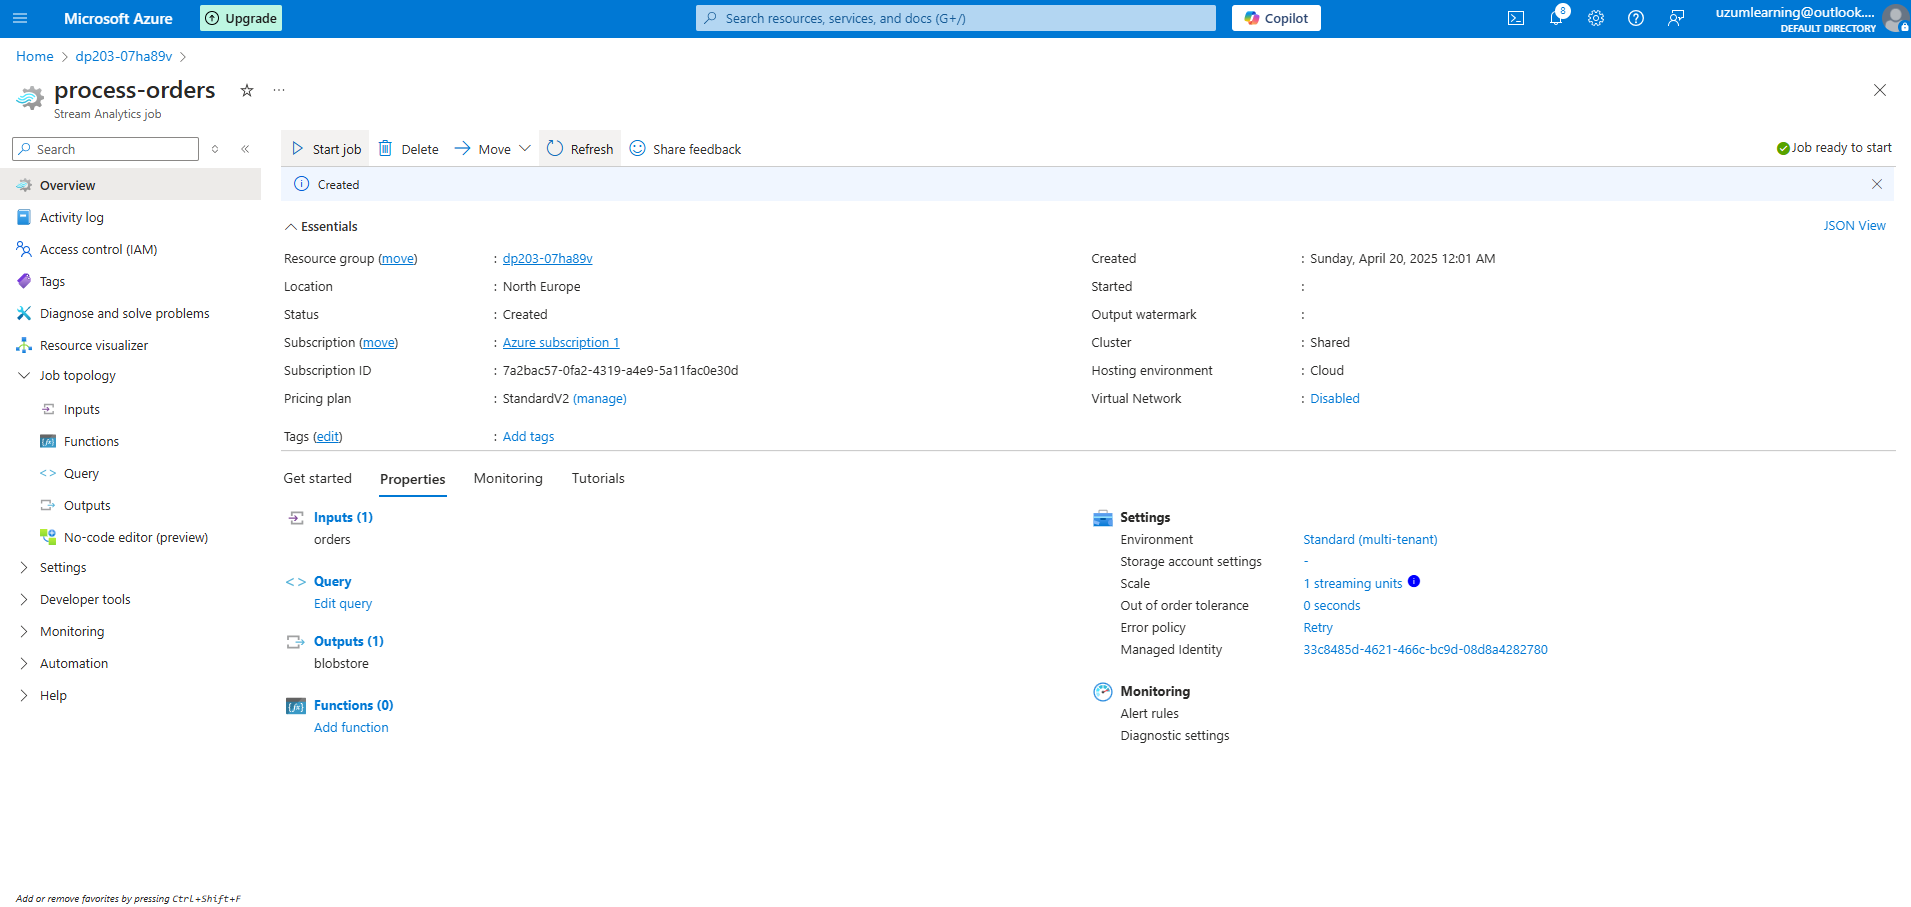 Microsoft Azure
Upgrade
Search resources, services, and docs (G+/)
Copilot
8
uzumlearning@outlook....
DEFAULT DIRECTORY
Home > dp203-07ha89v >
process-orders
Stream Analytics job
Search
Start job
Delete
Move
Refresh
Share feedback
Job ready to start
Created
Overview
Activity log
Access control (IAM)
Tags
Diagnose and solve problems
Resource visualizer
Job topology
Inputs
Functions
Query
Outputs
No-code editor (preview)
Settings
Developer tools
Monitoring
Automation
Help
Add or remove favorites by pressing Ctrl+Shift+F
Essentials
JSON View
Resource group (move) : dp203-07ha89v
Location : North Europe
Status : Created
Subscription (move) : Azure subscription 1
Subscription ID : 7a2bac57-0fa2-4319-a4e9-5a11fac0e30d
Pricing plan : StandardV2 (manage)
Tags (edit) : Add tags
Created : Sunday, April 20, 2025 12:01 AM
Started :
Output watermark :
Cluster : Shared
Hosting environment : Cloud
Virtual Network : Disabled
Get started
Properties
Monitoring
Tutorials
Inputs (1)
orders
Query
Edit query
Outputs (1)
blobstore
Functions (0)
Add function
Settings
Environment Standard (multi-tenant)
Storage account settings -
Scale 1 streaming units
Out of order tolerance 0 seconds
Error policy Retry
Managed Identity 33c8485d-4621-466c-bc9d-08d8a4282780
Monitoring
Alert rules
Diagnostic settings